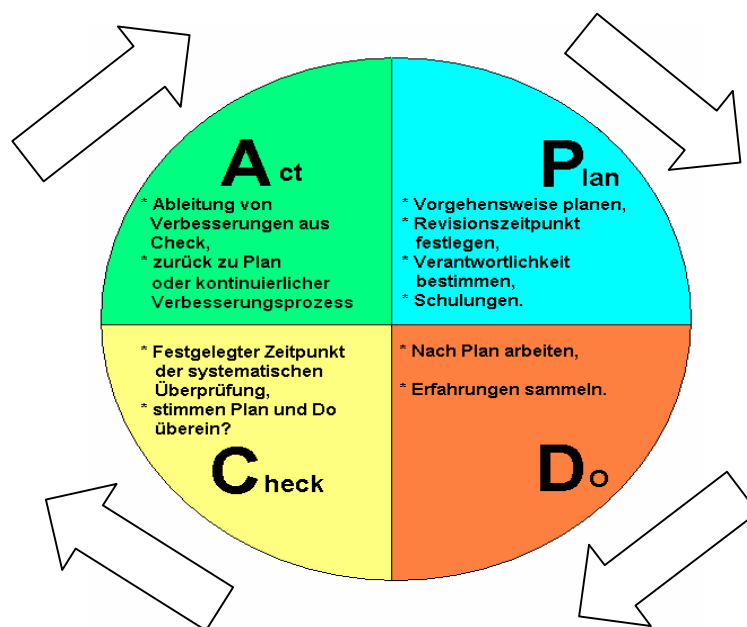 Act
* Ableitung von
Verbesserungen aus
Check,
* zurück zu Plan
oder kontinuierlicher
Verbesserungsprozess
Plan
* Vorgehensweise planen,
* Revisionszeitpunkt
festlegen,
* Verantwortlichkeit
bestimmen,
* Schulungen.
* Festgelegter Zeitpunkt
der systematischen
Überprüfung,
* stimmen Plan und Do
überein?
Check
* Nach Plan arbeiten,
* Erfahrungen sammeln.
Do